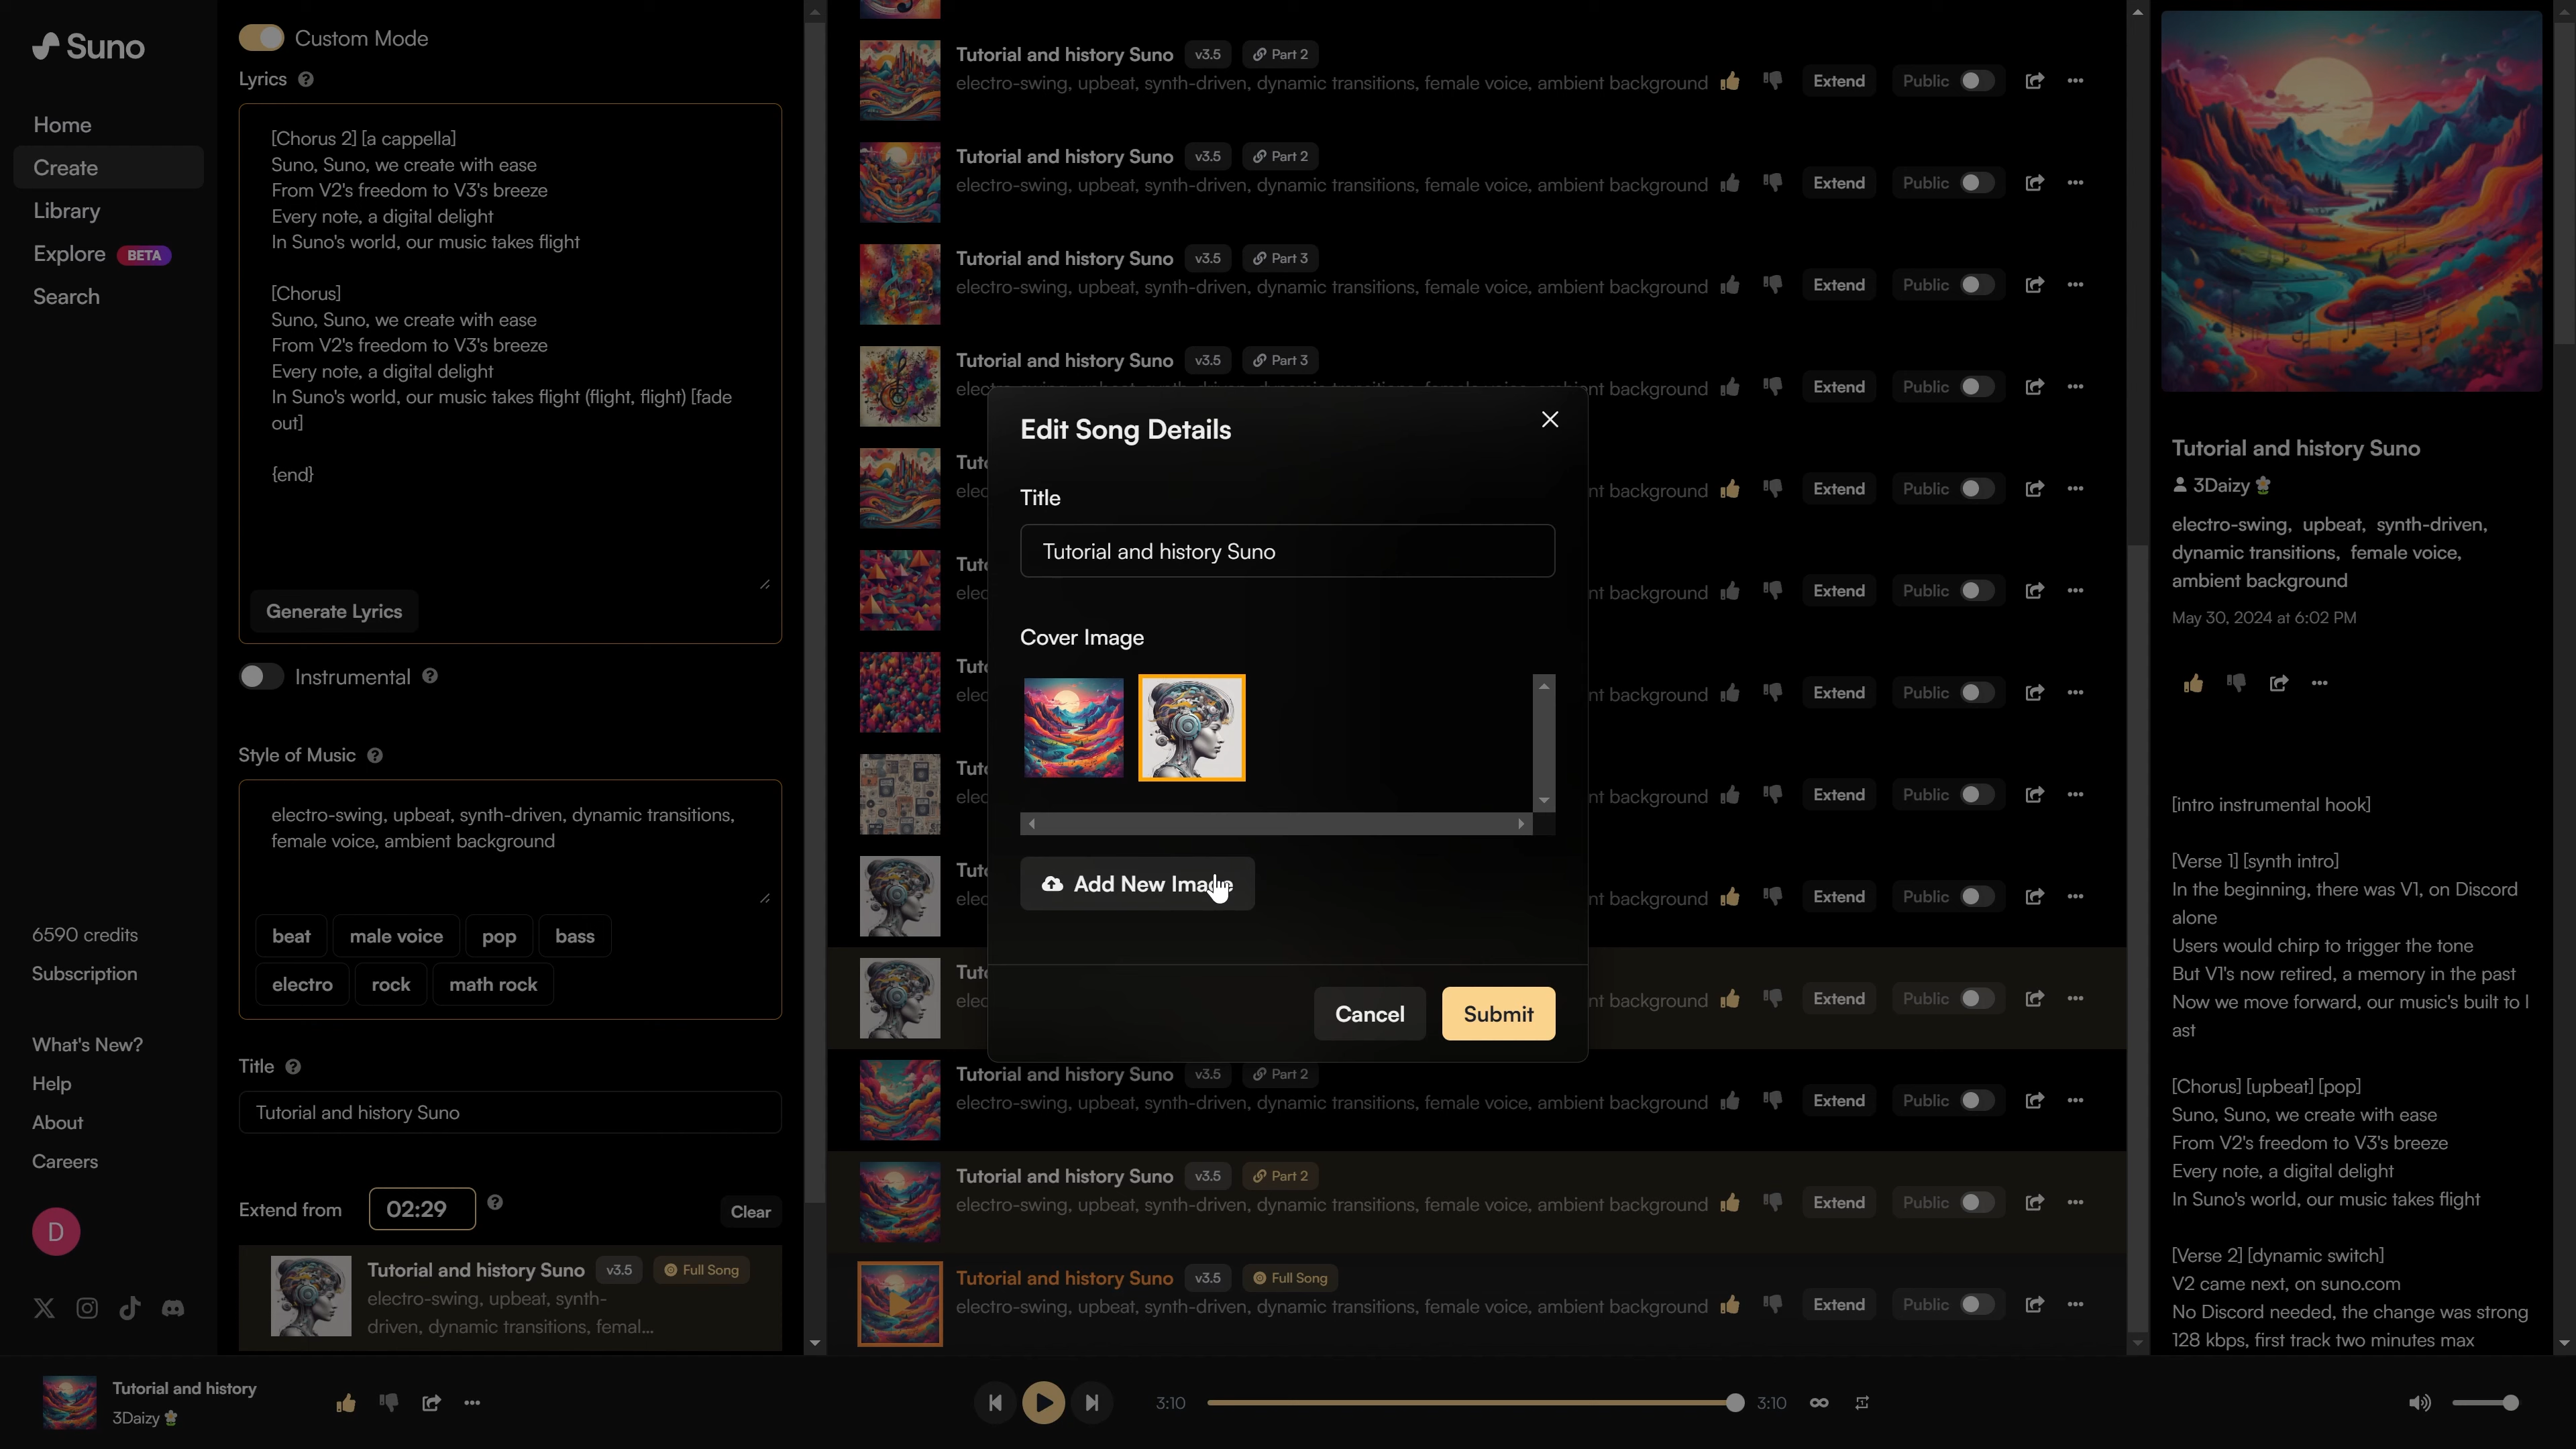 Suno
Home
Create
Library
Explore BETA
Search
6590 credits
Subscription
What's New?
Help
About
Careers
D
Custom Mode
Lyrics
[Chorus 2] [a cappella]
Suno, Suno, we create with ease
From V2's freedom to V3's breeze
Every note, a digital delight
In Suno's world, our music takes flight
[Chorus]
Suno, Suno, we create with ease
From V2's freedom to V3's breeze
Every note, a digital delight
In Suno's world, our music takes flight (flight, flight) [fade
out]
{end}
Generate Lyrics
Instrumental
Style of Music
electro-swing, upbeat, synth-driven, dynamic transitions,
female voice, ambient background
beat male voice pop bass
electro rock math rock
Title
Tutorial and history Suno
Extend from 02:29 Clear
Tutorial and history Suno v3.5 Full Song
electro-swing, upbeat, synth-
driven, dynamic transitions, femal...
Tutorial and history Suno v3.5 Part 2
electro-swing, upbeat, synth-driven, dynamic transitions, female voice, ambient background Extend Public
Tutorial and history Suno v3.5 Part 2
electro-swing, upbeat, synth-driven, dynamic transitions, female voice, ambient background Extend Public
Tutorial and history Suno v3.5 Part 3
electro-swing, upbeat, synth-driven, dynamic transitions, female voice, ambient background Extend Public
Tutorial and history Suno v3.5 Part 3
Extend Public
background Extend Public
background Extend Public
background Extend Public
background Extend Public
background Extend Public
background Extend Public
Tutorial and history Suno v3.5 Part 2
electro-swing, upbeat, synth-driven, dynamic transitions, female voice, ambient background Extend Public
Tutorial and history Suno v3.5 Part 2
electro-swing, upbeat, synth-driven, dynamic transitions, female voice, ambient background Extend Public
Tutorial and history Suno v3.5 Full Song
electro-swing, upbeat, synth-driven, dynamic transitions, female voice, ambient background Extend Public
Edit Song Details
Title
Tutorial and history Suno
Cover Image
Add New Image
Cancel Submit
Tutorial and history Suno
3Daizy
electro-swing, upbeat, synth-driven,
dynamic transitions, female voice,
ambient background
May 30, 2024 at 6:02 PM
[intro instrumental hook]
[Verse 1] [synth intro]
In the beginning, there was V1, on Discord
alone
Users would chirp to trigger the tone
But V1's now retired, a memory in the past
Now we move forward, our music's built to l
ast
[Chorus] [upbeat] [pop]
Suno, Suno, we create with ease
From V2's freedom to V3's breeze
Every note, a digital delight
In Suno's world, our music takes flight
[Verse 2] [dynamic switch]
V2 came next, on suno.com
No Discord needed, the change was strong
128 kbps, first track two minutes max
Tutorial and history
3Daizy
3:10 3:10